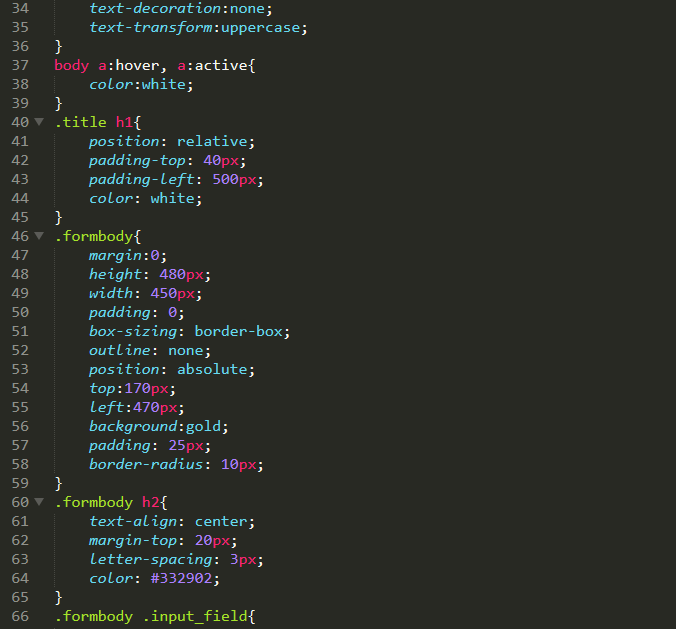 34 text-decoration:none;
35 text-transform:uppercase;
36 }
37 body a:hover, a:active{
38 color:white;
39 }
40 .title h1{
41 position: relative;
42 padding-top: 40px;
43 padding-left: 500px;
44 color: white;
45 }
46 .formbody{
47 margin:0;
48 height: 480px;
49 width: 450px;
50 padding: 0;
51 box-sizing: border-box;
52 outline: none;
53 position: absolute;
54 top:170px;
55 left:470px;
56 background:gold;
57 padding: 25px;
58 border-radius: 10px;
59 }
60 .formbody h2{
61 text-align: center;
62 margin-top: 20px;
63 letter-spacing: 3px;
64 color: #332902;
65 }
66 .formbody .input_field{